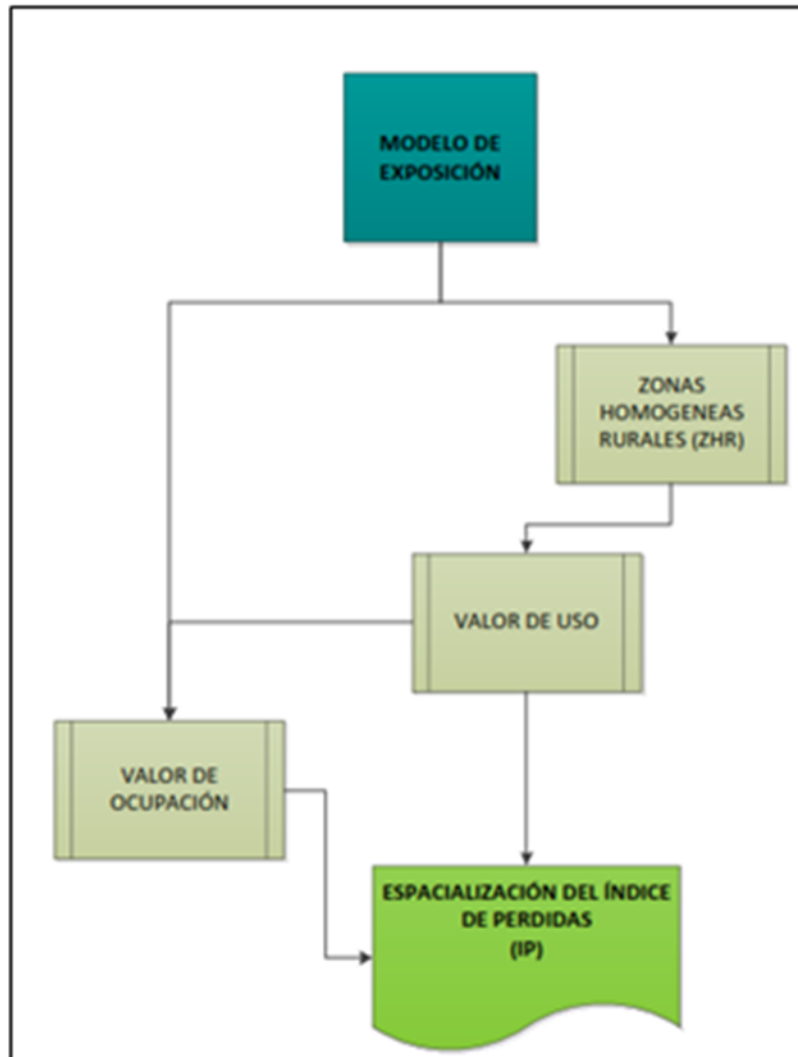 MODELO DE
EXPOSICIÓN
ZONAS
HOMOGENEAS
RURALES (ZHR)
VALOR DE USO
VALOR DE
OCUPACIÓN
ESPACIALIZACIÓN DEL ÍNDICE
DE PERDIDAS
(IP)